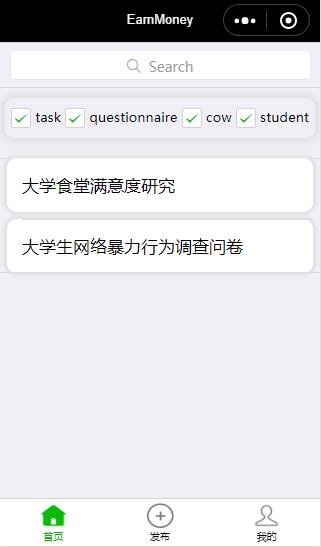 EarnMoney
Search
task questionnaire cow student
大学食堂满意度研究
大学生网络暴力行为调查问卷
首页 发布 我的